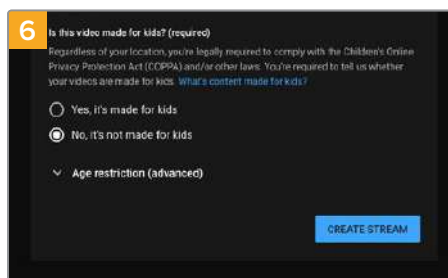 6
Is this video made for kids? (required)
Regardless of your location, you're legally required to comply with the Children's Online
Privacy Protection Act (COPPA) and/or other laws. You're required to tell us whether
your videos are made for kids. What's content made for kids?
Yes, it's made for kids
No, it's not made for kids
Age restriction (advanced)
CREATE STREAM